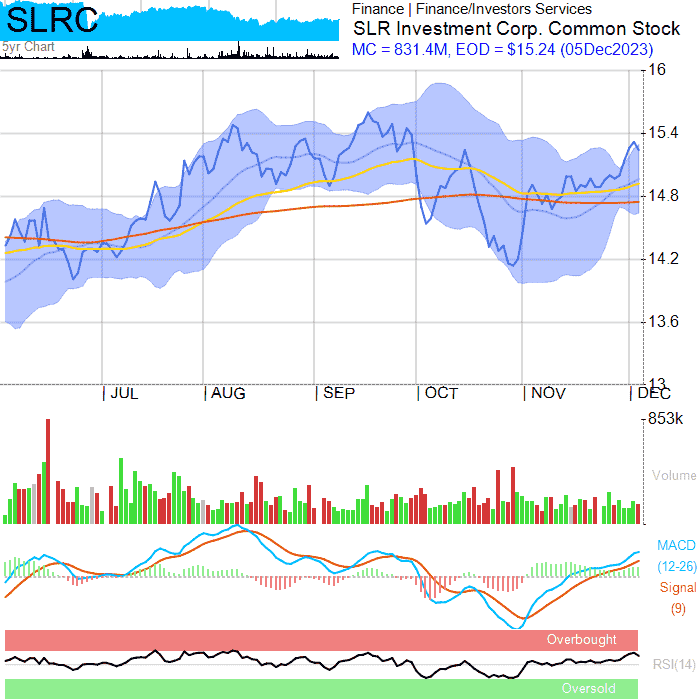 SLRC
5yr Chart
Finance | Finance/Investors Services
SLR Investment Corp. Common Stock
MC = 831.4M, EOD = $15.24 (05Dec2023)
16
15.4
14.8
14.2
13.6
13
JUL AUG SEP OCT NOV DEC
853k
Volume
MACD
(12-26)
Signal
(9)
Overbought
RSI(14)
Oversold